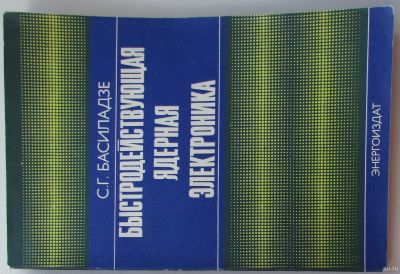 С.Г. БАСИЛАДЗЕ
БЫСТРОДЕЙСТВУЮЩАЯ
ЯДЕРНАЯ
ЭЛЕКТРОНИКА
ЭНЕРГОИЗДАТ